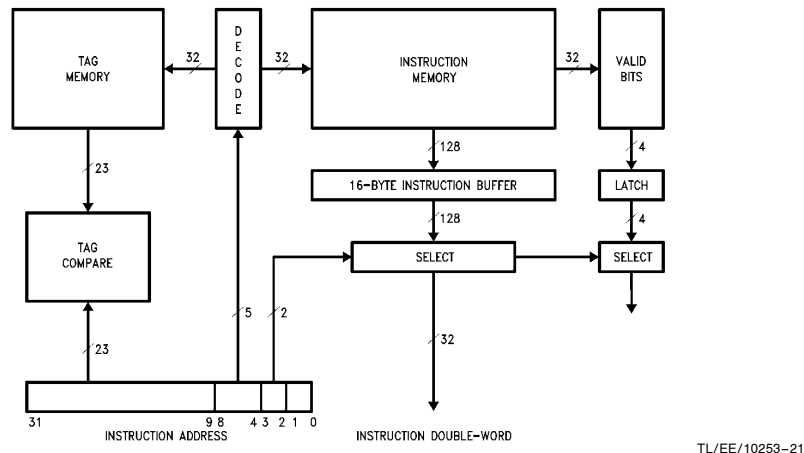 TAG
MEMORY
32
DECODE
32
INSTRUCTION
MEMORY
32
VALID
BITS
23
128
4
16-BYTE INSTRUCTION BUFFER
LATCH
128
4
TAG
COMPARE
SELECT
SELECT
5
2
23
32
31 9 8 4 3 2 1 0
INSTRUCTION ADDRESS
INSTRUCTION DOUBLE-WORD
TL/EE/10253-21